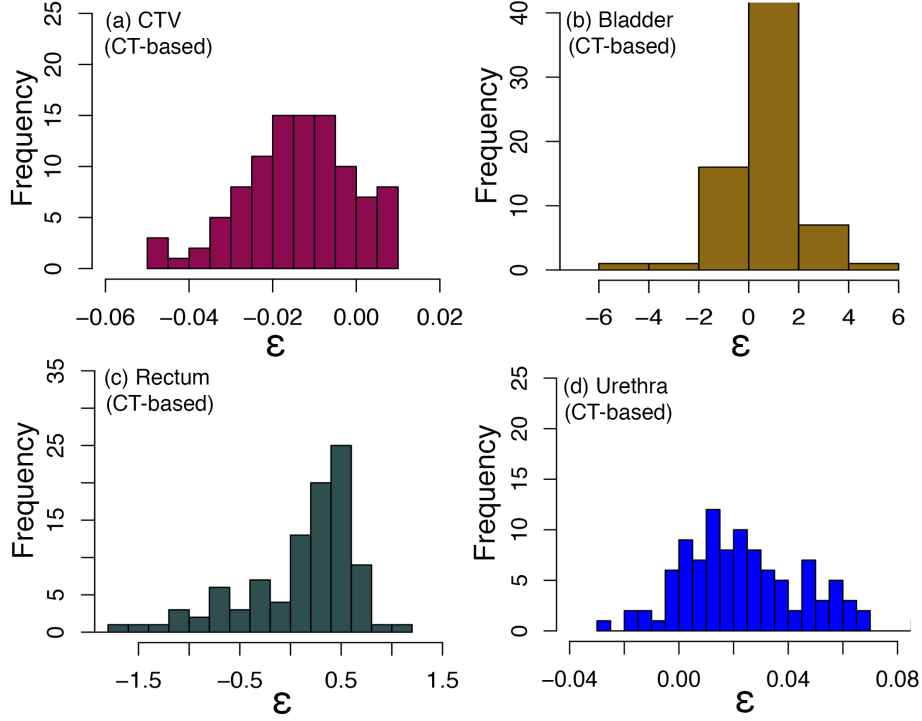 (a) CTV
(CT-based)
Frequency
0
5
10
15
20
25
−0.06
−0.04
−0.02
0.00
0.02
ε
(b) Bladder
(CT-based)
Frequency
0
10
20
30
40
−6
−4
−2
0
2
4
6
ε
(c) Rectum
(CT-based)
Frequency
0
5
15
25
35
−1.5
−0.5
0.5
1.5
ε
(d) Urethra
(CT-based)
Frequency
0
5
10
15
20
25
−0.04
0.00
0.04
0.08
ε